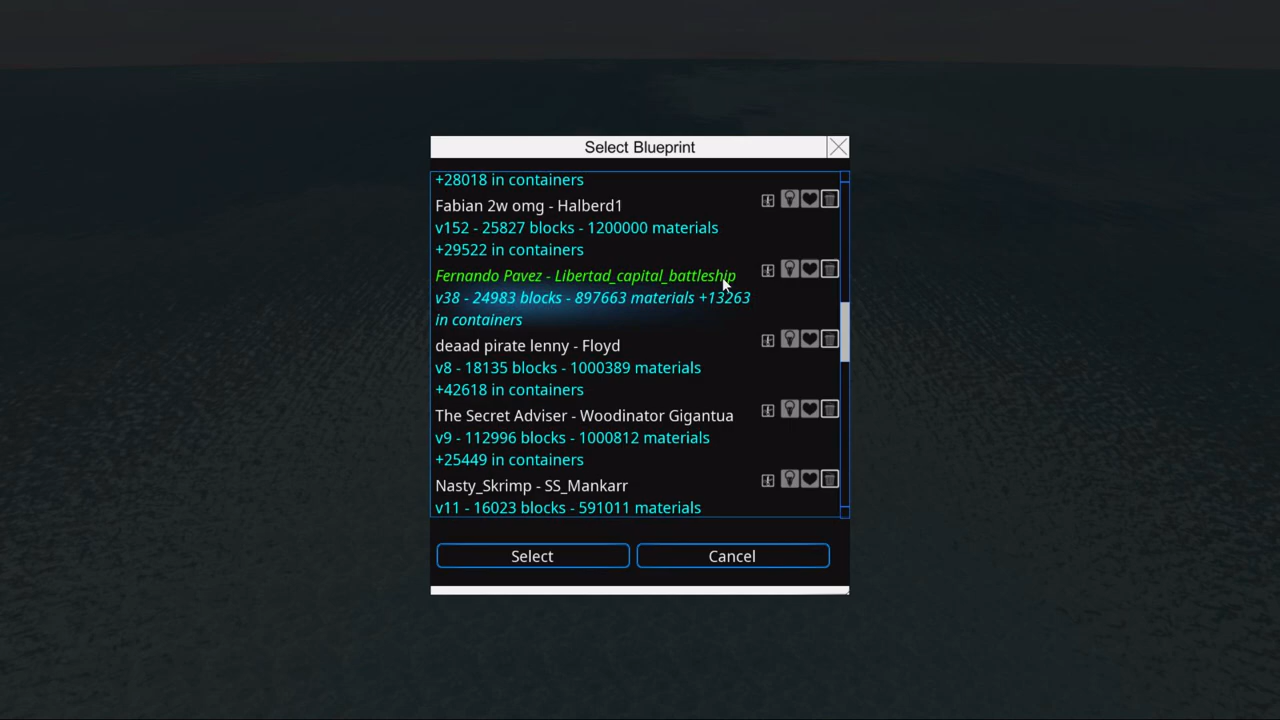 Select Blueprint
+28018 in containers
Fabian 2w omg - Halberd1
v152 - 25827 blocks - 1200000 materials
+29522 in containers
Fernando Pavez - Libertad_capital_battleship
v38 - 24983 blocks - 897663 materials +13263
in containers
deaad pirate lenny - Floyd
v8 - 18135 blocks - 1000389 materials
+42618 in containers
The Secret Adviser - Woodinator Gigantua
v9 - 112996 blocks - 1000812 materials
+25449 in containers
Nasty_Skrimp - SS_Mankarr
v11 - 16023 blocks - 591011 materials
Select
Cancel